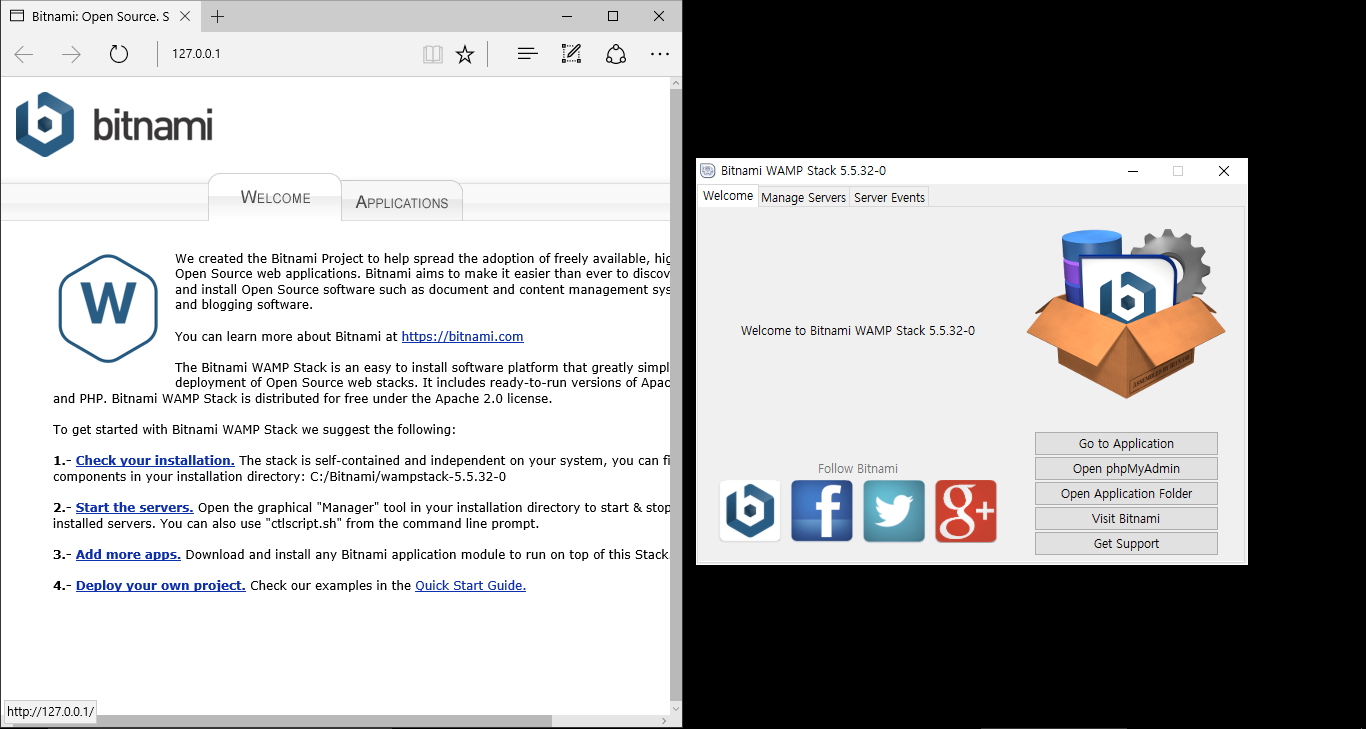 Bitnami: Open Source. S
127.0.0.1
bitnami
WELCOME
APPLICATIONS
We created the Bitnami Project to help spread the adoption of freely available, hig
Open Source web applications. Bitnami aims to make it easier than ever to discov
and install Open Source software such as document and content management sys
and blogging software.
You can learn more about Bitnami at https://bitnami.com
W
The Bitnami WAMP Stack is an easy to install software platform that greatly simpl
deployment of Open Source web stacks. It includes ready-to-run versions of Apac
and PHP. Bitnami WAMP Stack is distributed for free under the Apache 2.0 license.
To get started with Bitnami WAMP Stack we suggest the following:
1.- Check your installation. The stack is self-contained and independent on your system, you can fi
components in your installation directory: C:/Bitnami/wampstack-5.5.32-0
2.- Start the servers. Open the graphical "Manager" tool in your installation directory to start & stop
installed servers. You can also use "ctlscript.sh" from the command line prompt.
3.- Add more apps. Download and install any Bitnami application module to run on top of this Stack
4.- Deploy your own project. Check our examples in the Quick Start Guide.
http://127.0.0.1/
Bitnami WAMP Stack 5.5.32-0
Welcome
Manage Servers
Server Events
Welcome to Bitnami WAMP Stack 5.5.32-0
ASSEMBLED BY BITNAMI
Follow Bitnami
f
g+
Go to Application
Open phpMyAdmin
Open Application Folder
Visit Bitnami
Get Support